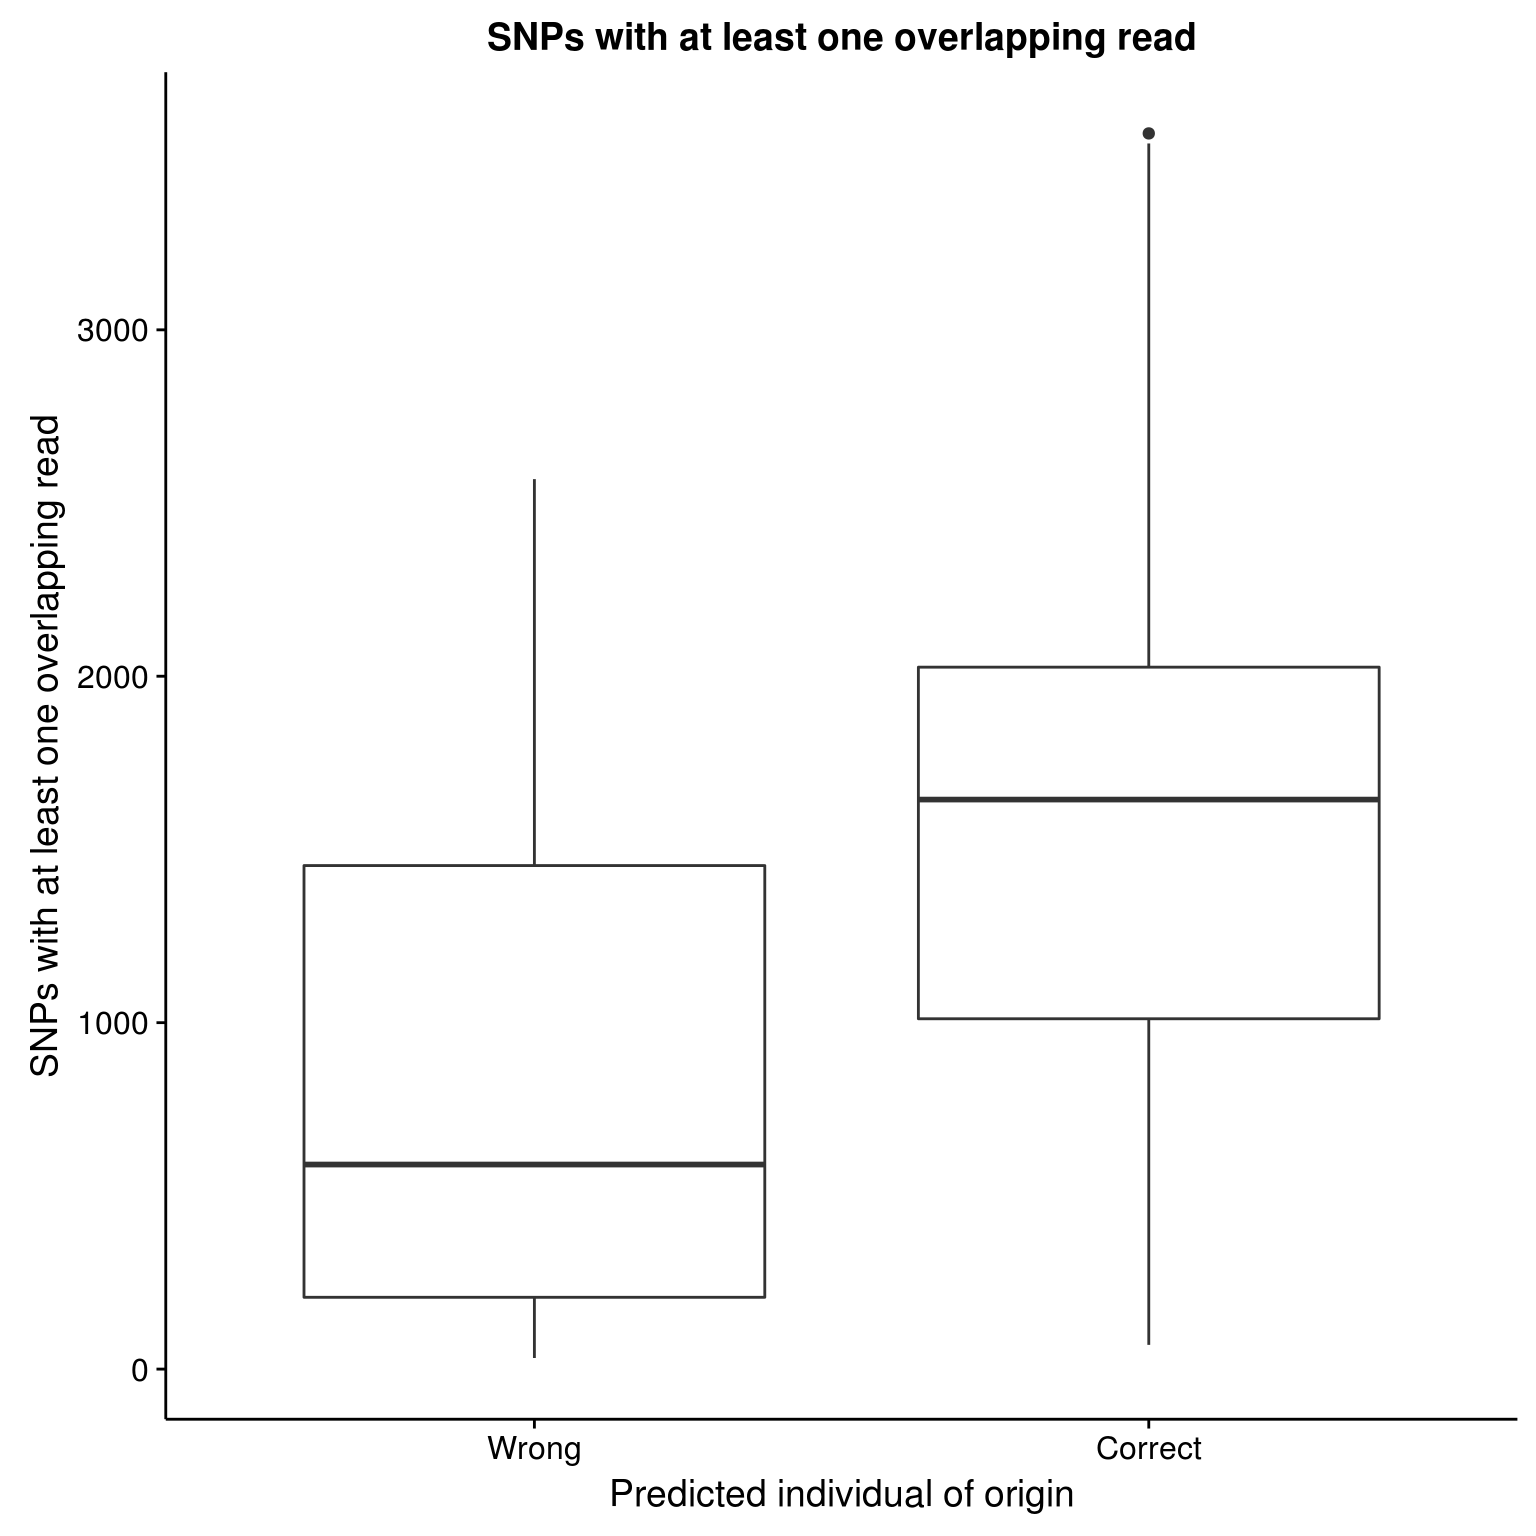 SNPs with at least one overlapping read
SNPs with at least one overlapping read
3000
2000
1000
0
Wrong
Correct
Predicted individual of origin